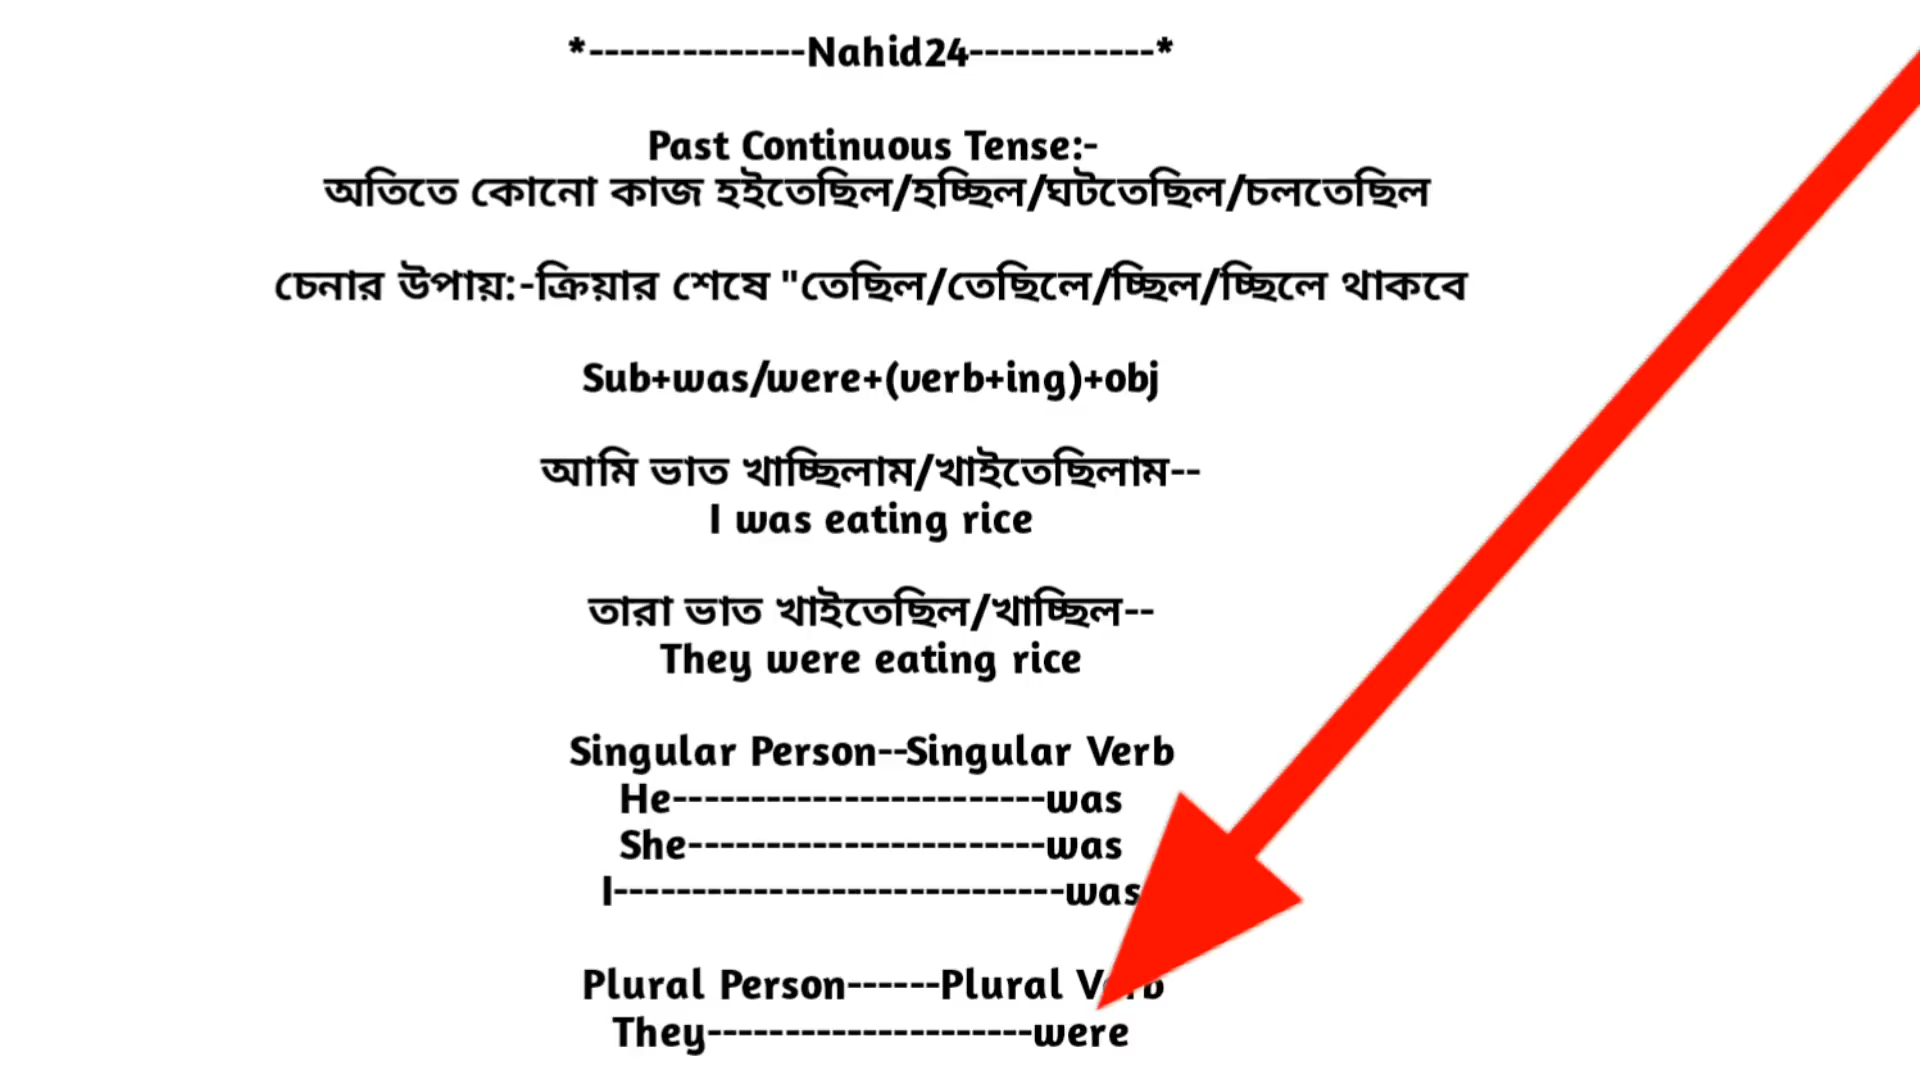 *--------------Nahid24------------*
Past Continuous Tense:-
অতিতে কোনো কাজ হইতেছিল/হচ্ছিল/ঘটতেছিল/চলতেছিল
চেনার উপায়:-ক্রিয়ার শেষে "তেছিল/তেছিলে/চ্ছিল/চ্ছিলে থাকবে
Sub+was/were+(verb+ing)+obj
আমি ভাত খাচ্ছিলাম/খাইতেছিলাম--
I was eating rice
তারা ভাত খাইতেছিল/খাচ্ছিল--
They were eating rice
Singular Person--Singular Verb
He------------------------was
She-----------------------was
I-----------------------------was
Plural Person------Plural Verb
They---------------------were